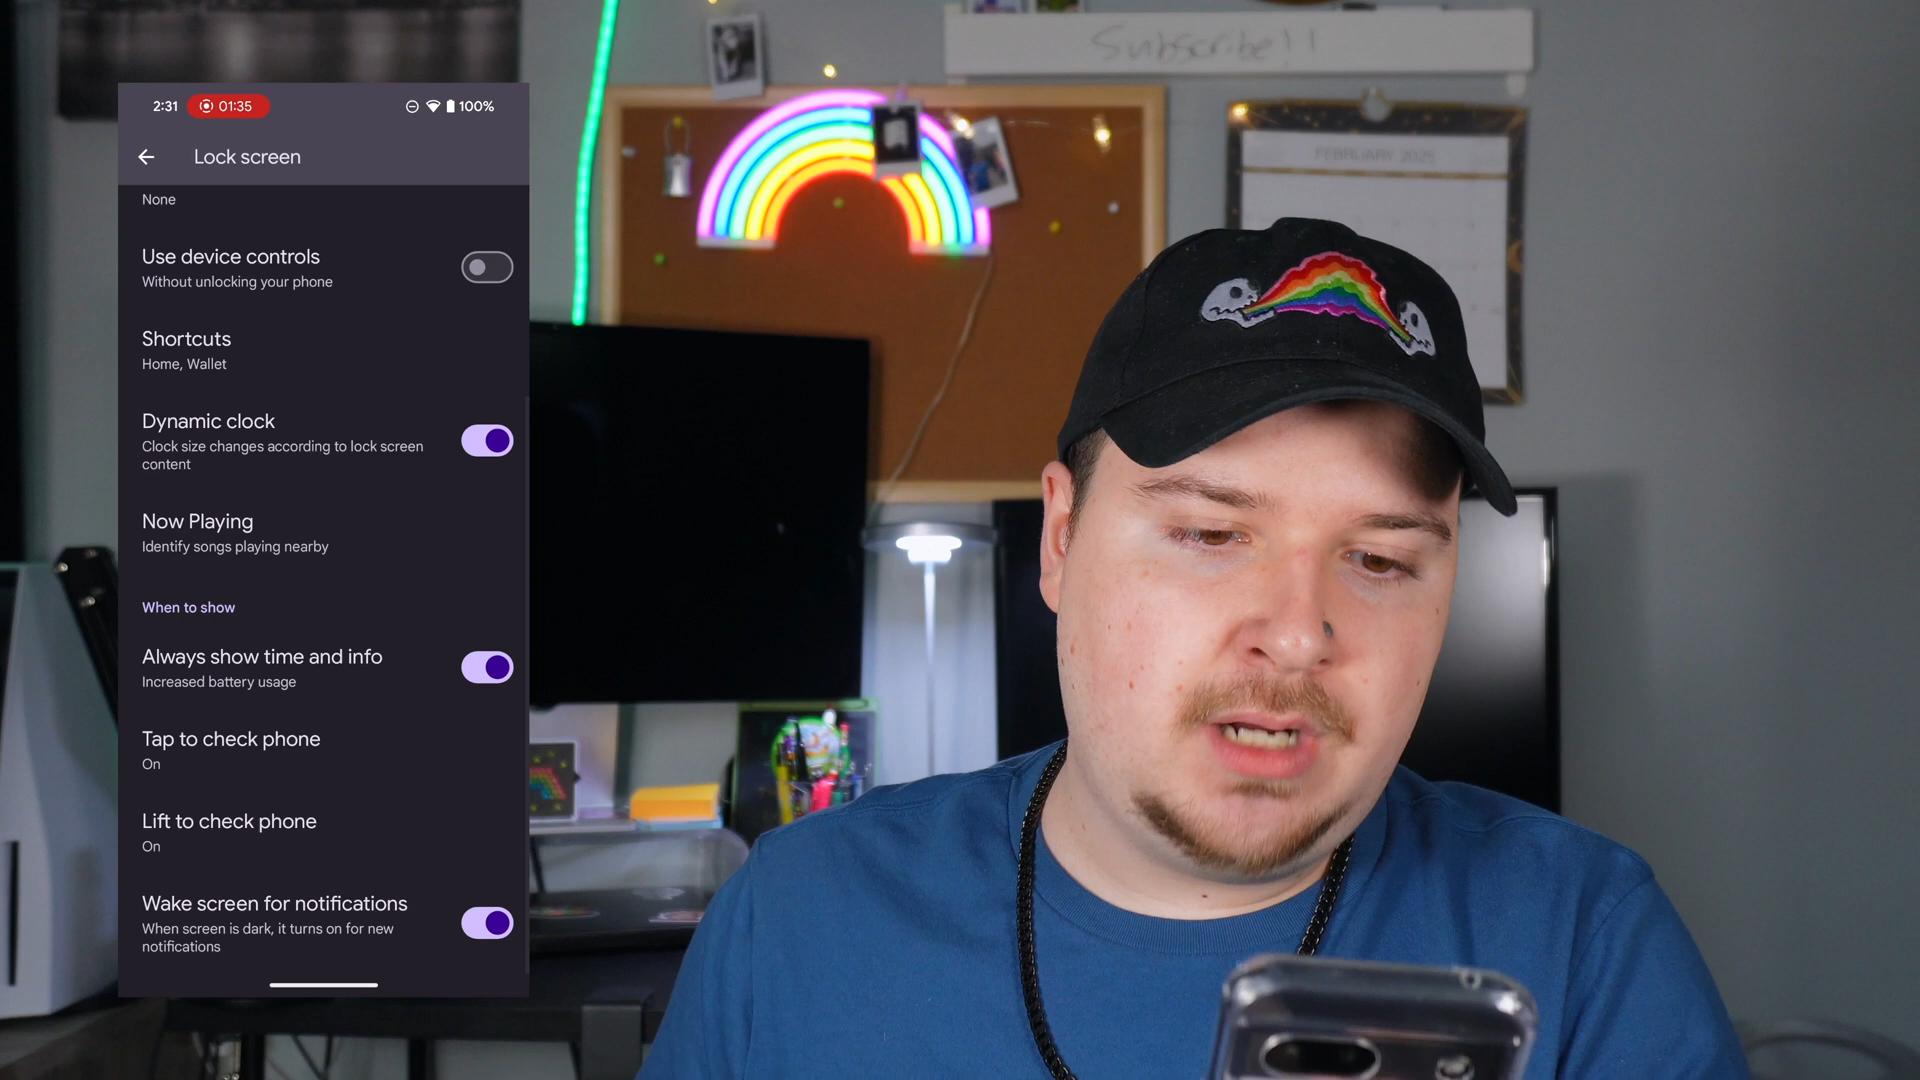 Subscribe!!
FEBRUARY 2025
2:31 01:35 100%
Lock screen
None
Use device controls
Without unlocking your phone
Shortcuts
Home, Wallet
Dynamic clock
Clock size changes according to lock screen
content
Now Playing
Identify songs playing nearby
When to show
Always show time and info
Increased battery usage
Tap to check phone
On
Lift to check phone
On
Wake screen for notifications
When screen is dark, it turns on for new
notifications